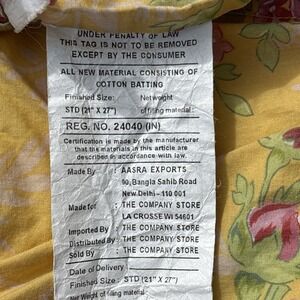 UNDER PENALTY OF LAW
THIS TAG IS NOT TO BE REMOVED
EXCEPT BY THE CONSUMER
ALL NEW MATERIAL CONSISTING OF
COTTON BATTING
Finished Size: Netweight
STD (21" X 27") of filling material:
REG. NO. 24040 (IN)
Certification is made by the manufacturer
that the materials in this article are
described in accordance with law.
Made By : AASRA EXPORTS
90, Bangla Sahib Road
New Delhi - 110 001
Made for : THE COMPANY STORE
LA CROSSE WI 54601
Imported By : THE COMPANY STORE
Distributed By : THE COMPANY STORE
Sold By : THE COMPANY STORE
Date of Delivery :
Finished Size : STD (21" X 27")
Net Weight of filling material: